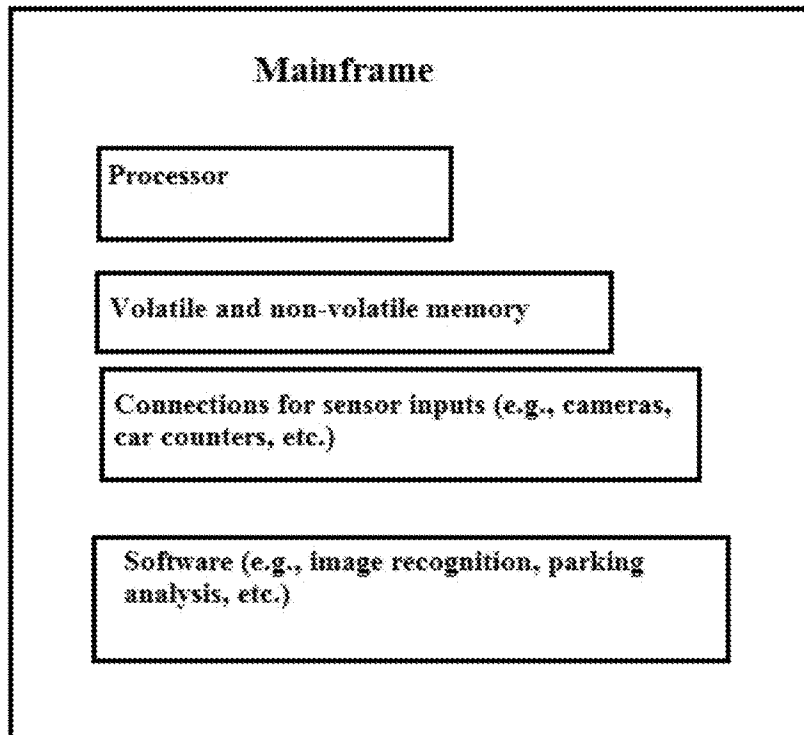 Mainframe
Processor
Volatile and non-volatile memory
Connections for sensor inputs (e.g., cameras,
car counters, etc.)
Software (e.g., image recognition, parking
analysis, etc.)